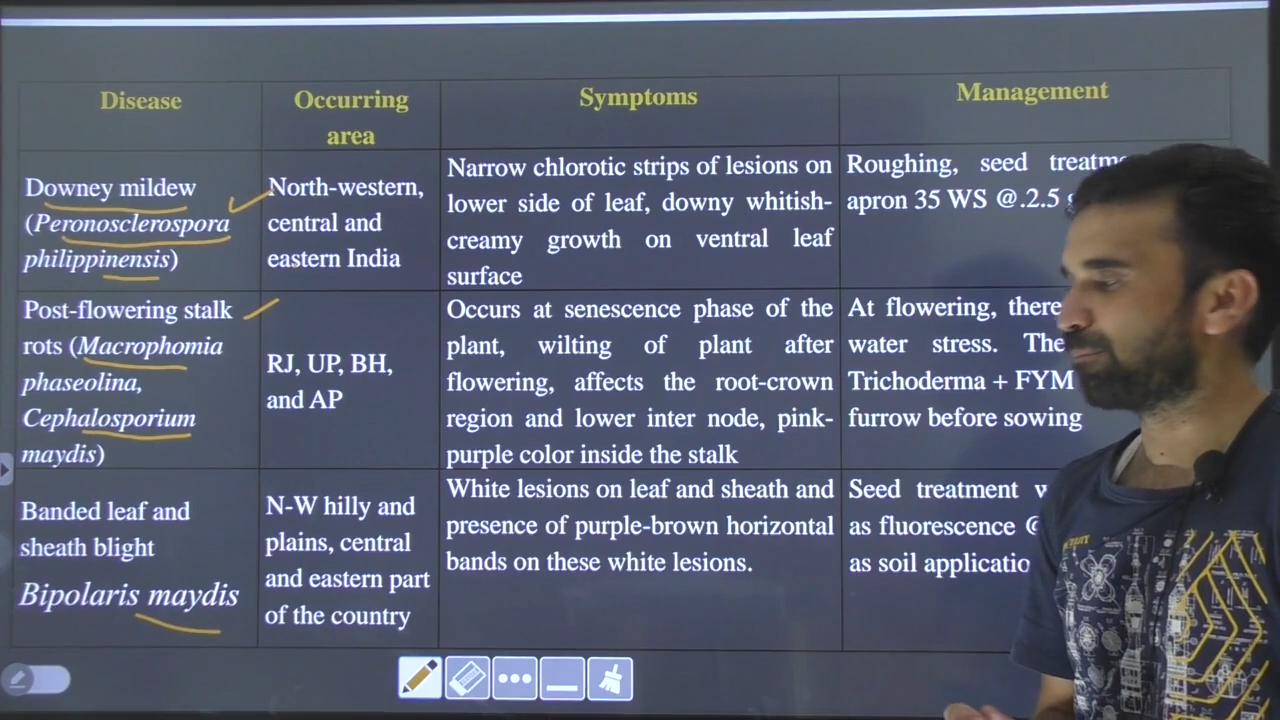 Disease
Occurring
area
Symptoms
Management
Downey mildew
(Peronosclerospora
philippinensis)
North-western,
central and
eastern India
Narrow chlorotic strips of lesions on
lower side of leaf, downy whitish-
creamy growth on ventral leaf
surface
Roughing, seed
apron 35 WS @.2.5
Post-flowering stalk
rots (Macrophomia
phaseolina,
Cephalosporium
maydis)
RJ, UP, BH,
and AP
Occurs at senescence phase of the
plant, wilting of plant after
flowering, affects the root-crown
region and lower inter node, pink-
purple color inside the stalk
At flowering, there
water stress. The
Trichoderma + FYM
furrow before sowing
Banded leaf and
sheath blight
Bipolaris maydis
N-W hilly and
plains, central
and eastern part
of the country
White lesions on leaf and sheath and
presence of purple-brown horizontal
bands on these white lesions.
Seed treatment
as fluorescence @
as soil